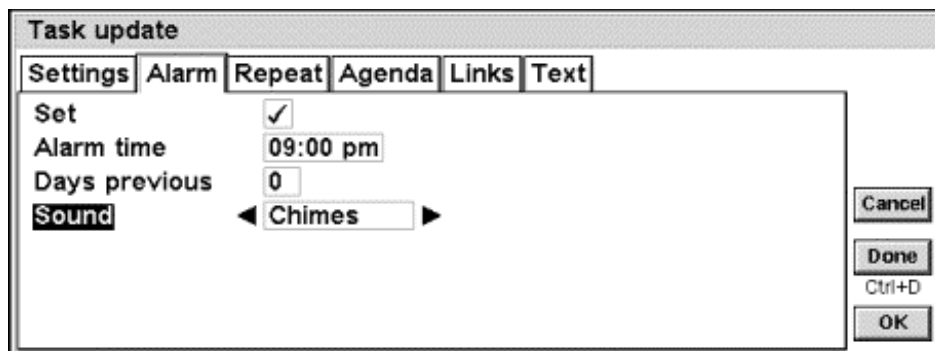 Task update
Settings Alarm Repeat Agenda Links Text
Set ✓
Alarm time 09:00 pm
Days previous 0
Sound ◀ Chimes ▶
Cancel
Done
Ctrl+D
OK